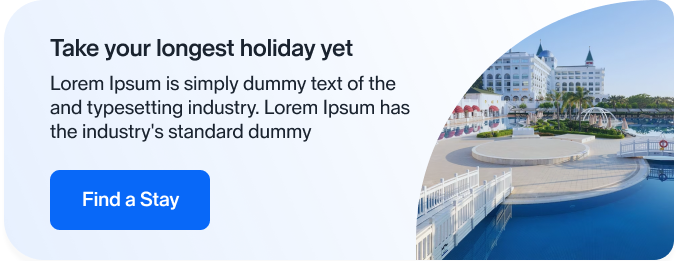 Take your longest holiday yet
Lorem Ipsum is simply dummy text of the
and typesetting industry. Lorem Ipsum has
the industry's standard dummy
Find a Stay